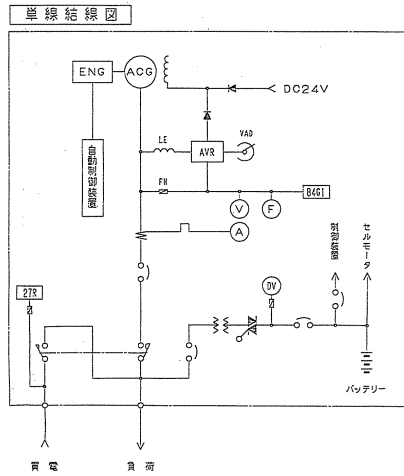 単線結線図
ENG
ACG
DC24V
LE
VAD
AVR
自動制御装置
FH
84G1
V
F
A
制御装置
セルモータ
27R
DV
バッテリー
買電
負荷